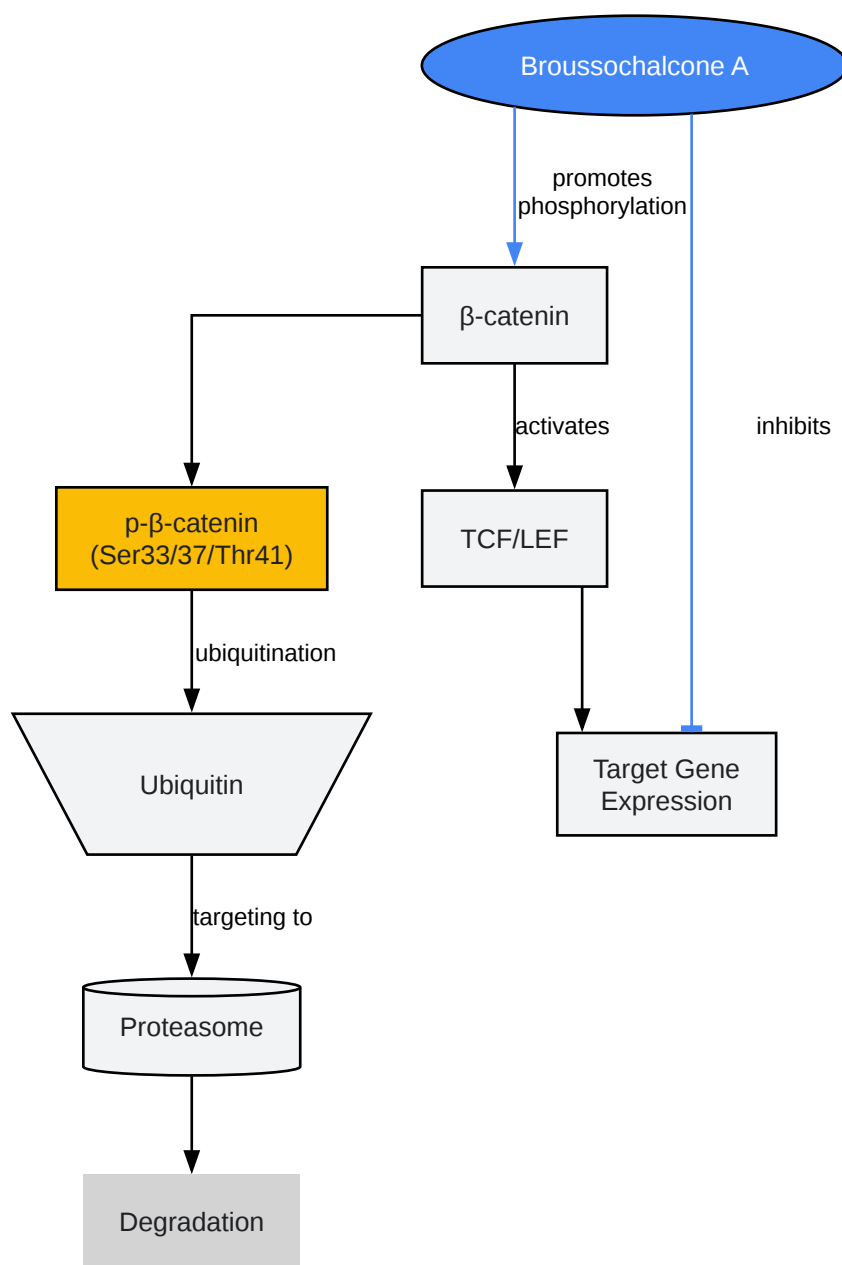 Broussochalcone A
promotes
phosphorylation
β-catenin
activates
inhibits
p-β-catenin
(Ser33/37/Thr41)
TCF/LEF
ubiquitination
Ubiquitin
Target Gene
Expression
targeting to
Proteasome
Degradation